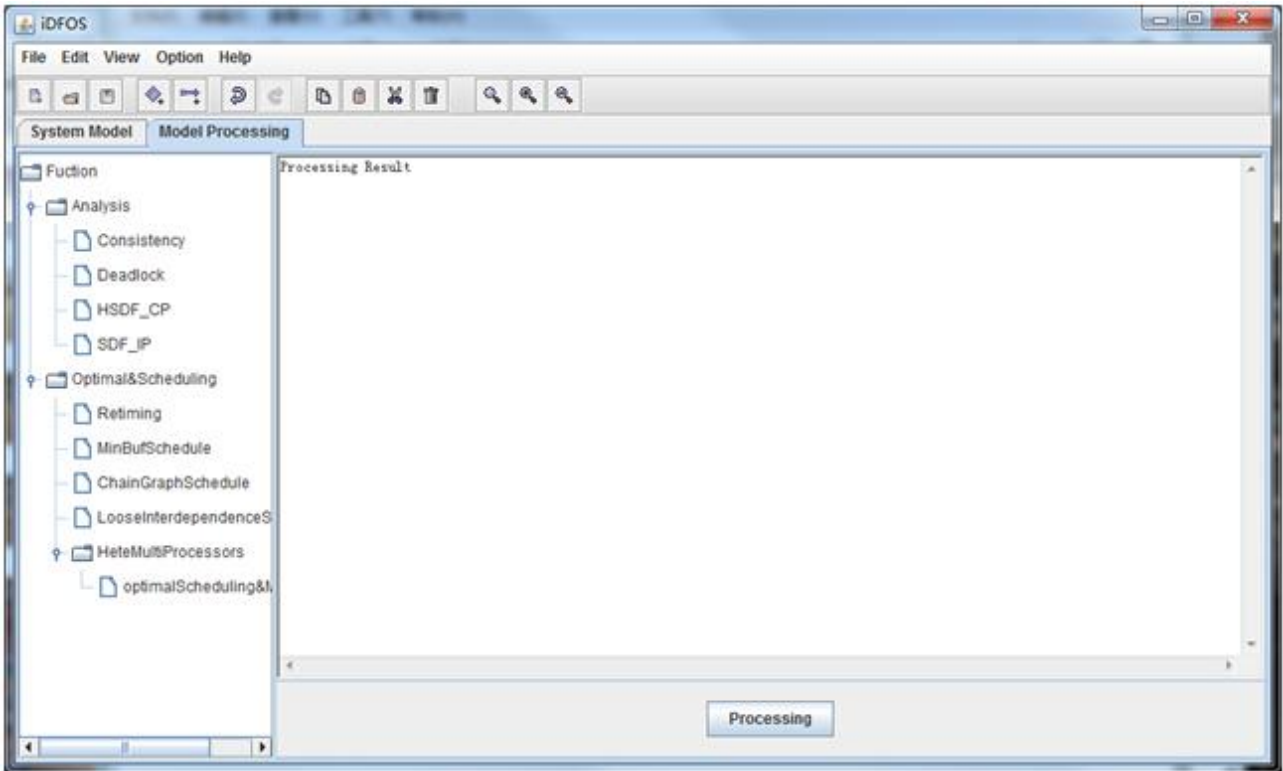 iDFOS
File Edit View Option Help
System Model Model Processing
Fuction
Processing Result
Analysis
Consistency
Deadlock
HSDF_CP
SDF_IP
Optimal&Scheduling
Retiming
MinBufSchedule
ChainGraphSchedule
LooseInterdependenceS
HeteMultiProcessors
optimalScheduling&M
Processing